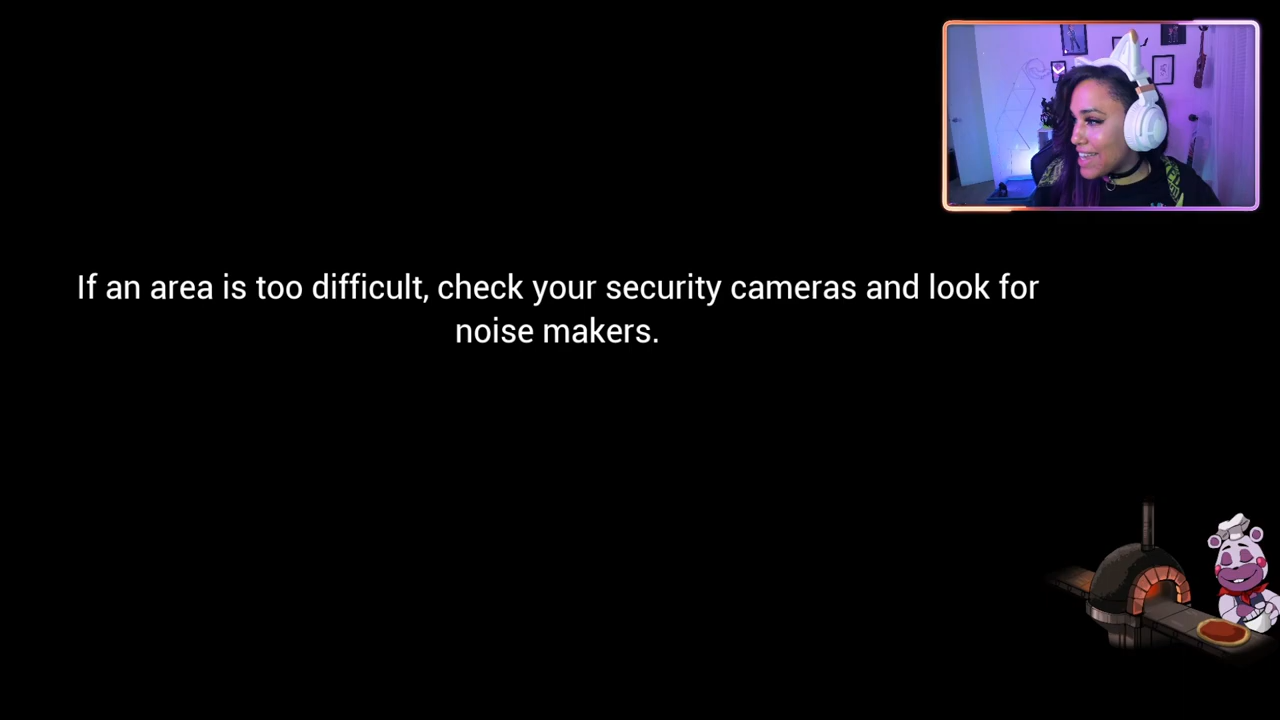 If an area is too difficult, check your security cameras and look for
noise makers.